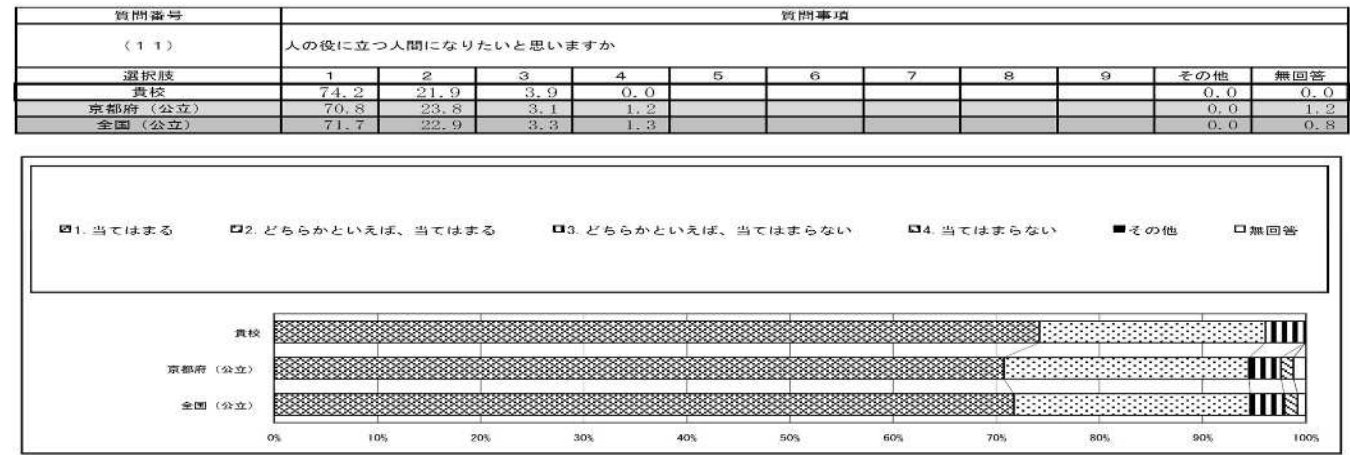 質問番号 質問事項
(11) 人の役に立つ人間になりたいと思いますか
選択肢 1 2 3 4 5 6 7 8 9 その他 無回答
貴校 74.2 21.9 3.9 0.0 0.0 0.0
京都府(公立) 70.8 23.8 3.1 1.2 0.0 1.2
全国(公立) 71.7 22.9 3.3 1.3 0.0 0.8
1. 当てはまる 2. どちらかといえば、当てはまる 3. どちらかといえば、当てはまらない 4. 当てはまらない その他 無回答
貴校
京都府(公立)
全国(公立)
0% 10% 20% 30% 40% 50% 60% 70% 80% 90% 100%